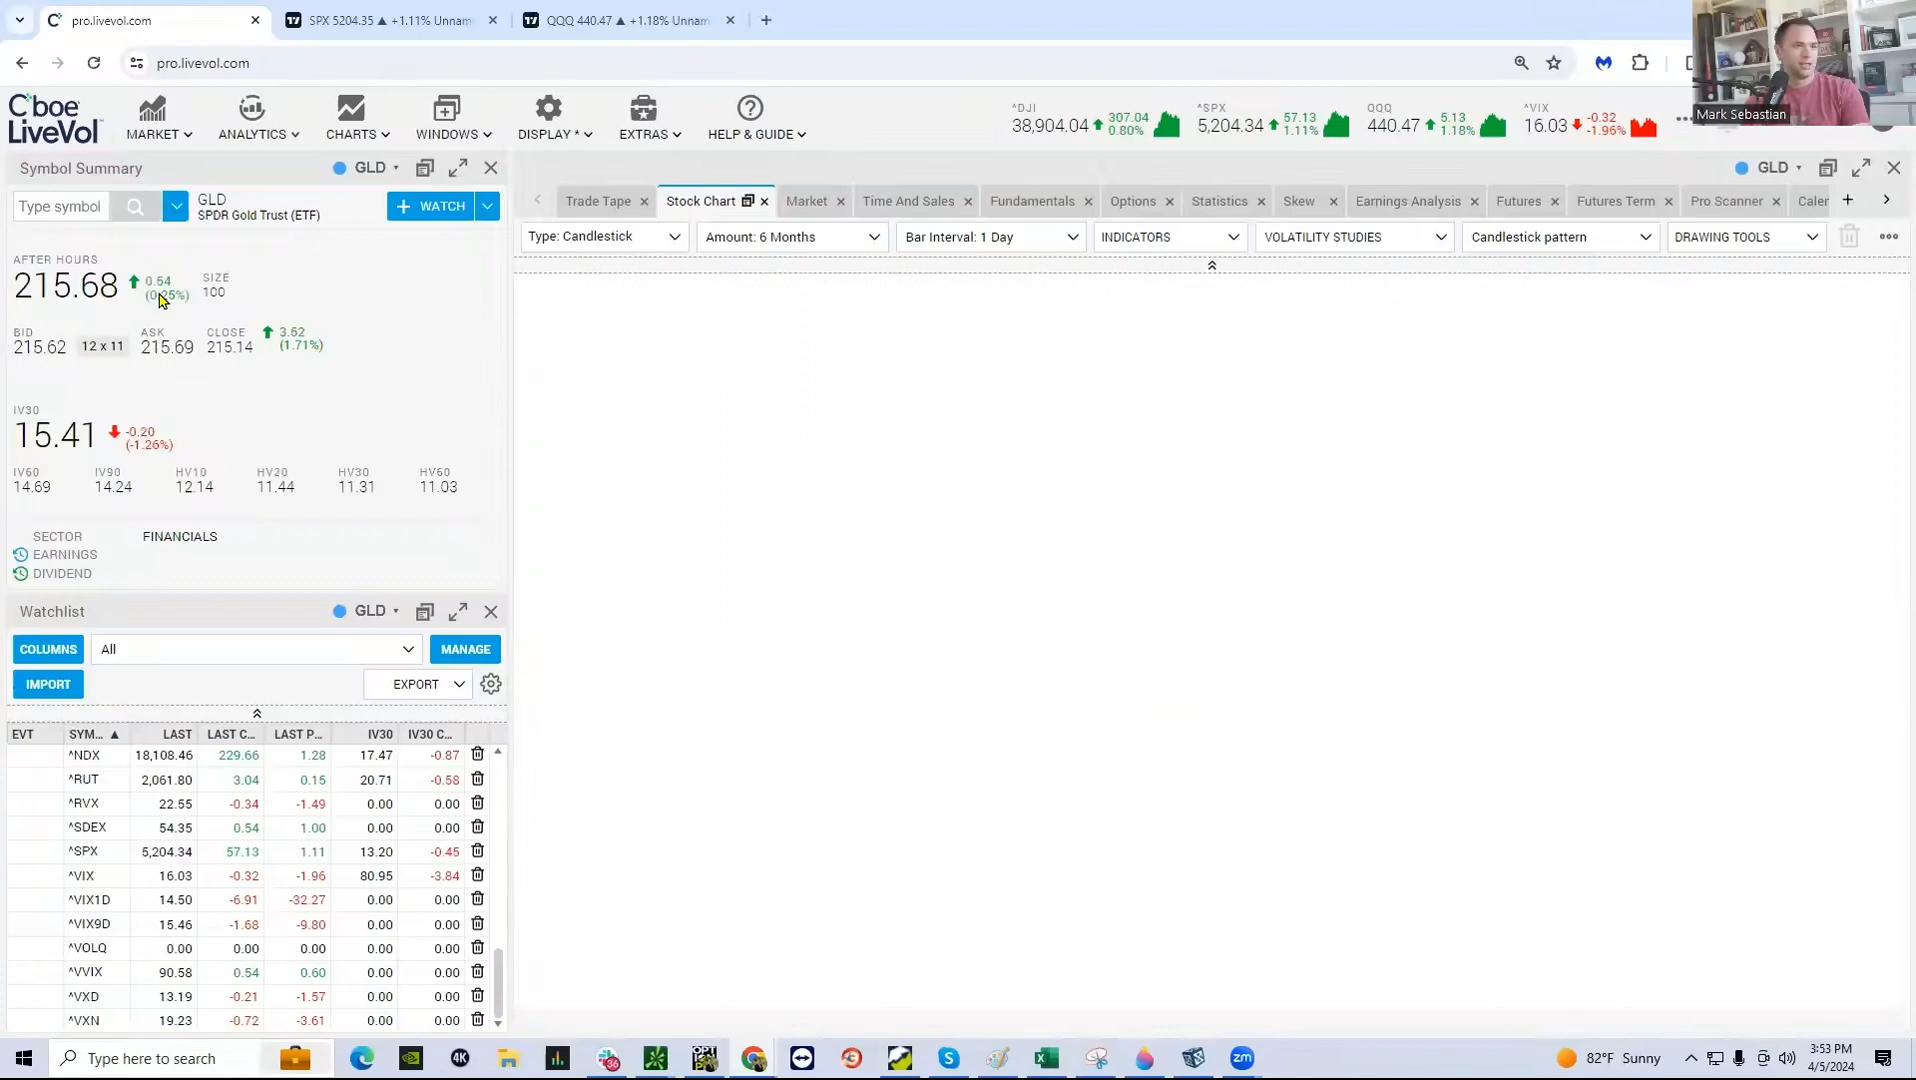 pro.livevol.com
SPX 5204.35 ▲ +1.11% Unnam
QQQ 440.47 ▲ +1.18% Unnam
pro.livevol.com
Cboe LiveVol
MARKET
ANALYTICS
CHARTS
WINDOWS
DISPLAY *
EXTRAS
HELP & GUIDE
^DJI
38,904.04 307.04 0.80%
^SPX
5,204.34 57.13 1.11%
QQQ
440.47 5.13 1.18%
^VIX
16.03 -0.32 -1.96%
Mark Sebastian
Symbol Summary GLD
Type symbol
GLD
SPDR Gold Trust (ETF)
+ WATCH
AFTER HOURS
215.68 0.54 (0.25%)
SIZE
100
BID ASK CLOSE 3.62
215.62 12 x 11 215.69 215.14 (1.71%)
IV30
15.41 -0.20 (-1.26%)
IV60 IV90 HV10 HV20 HV30 HV60
14.69 14.24 12.14 11.44 11.31 11.03
SECTOR FINANCIALS
EARNINGS
DIVIDEND
Watchlist GLD
COLUMNS All MANAGE
IMPORT EXPORT
EVT SYM... ▲ LAST LAST C... LAST P... IV30 IV30 C...
^NDX 18,108.46 229.66 1.28 17.47 -0.87
^RUT 2,061.80 3.04 0.15 20.71 -0.58
^RVX 22.55 -0.34 -1.49 0.00 0.00
^SDEX 54.35 0.54 1.00 0.00 0.00
^SPX 5,204.34 57.13 1.11 13.20 -0.45
^VIX 16.03 -0.32 -1.96 80.95 -3.84
^VIX1D 14.50 -6.91 -32.27 0.00 0.00
^VIX9D 15.46 -1.68 -9.80 0.00 0.00
^VOLQ 0.00 0.00 0.00 0.00 0.00
^VVIX 90.58 0.54 0.60 0.00 0.00
^VXD 13.19 -0.21 -1.57 0.00 0.00
^VXN 19.23 -0.72 -3.61 0.00 0.00
GLD
Trade Tape Stock Chart Market Time And Sales Fundamentals Options Statistics Skew Earnings Analysis Futures Futures Term Pro Scanner Caler
Type: Candlestick Amount: 6 Months Bar Interval: 1 Day INDICATORS VOLATILITY STUDIES Candlestick pattern DRAWING TOOLS
Type here to search
4K
36
OPT
zm
82°F Sunny
3:53 PM
4/5/2024